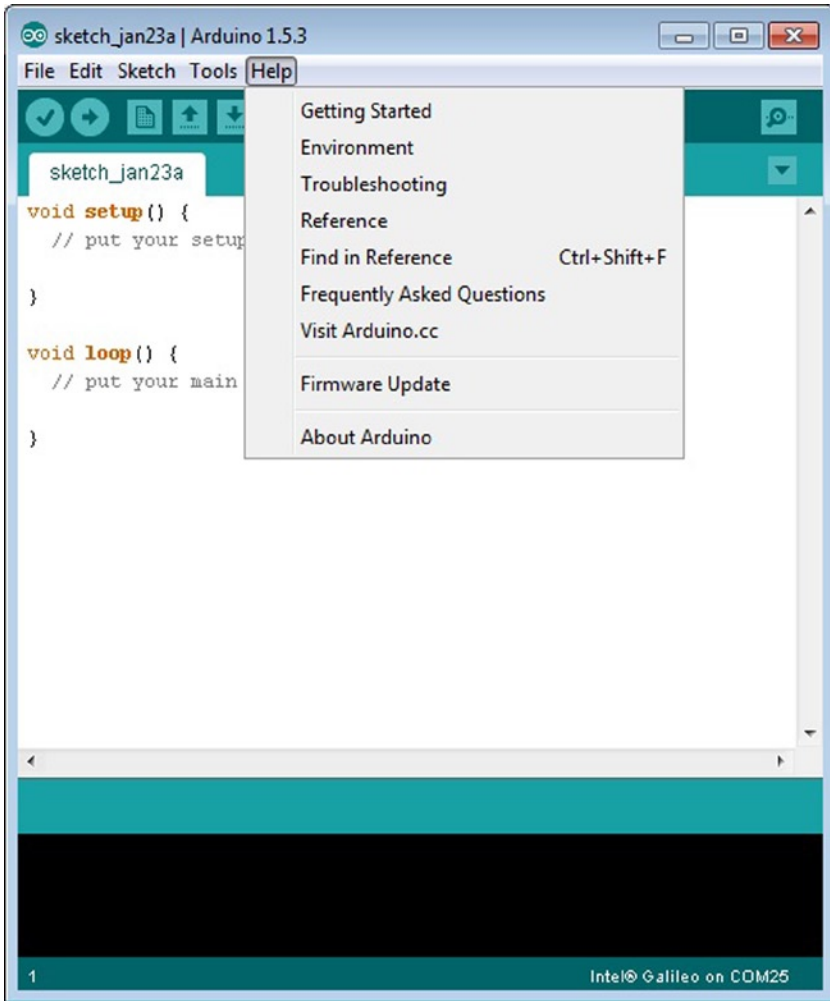 sketch_jan23a | Arduino 1.5.3
File Edit Sketch Tools Help
sketch_jan23a
Getting Started
Environment
Troubleshooting
Reference
Find in Reference Ctrl+Shift+F
Frequently Asked Questions
Visit Arduino.cc
Firmware Update
About Arduino
void setup() {
// put your setup
}
void loop() {
// put your main
}
1 Intel® Galileo on COM25